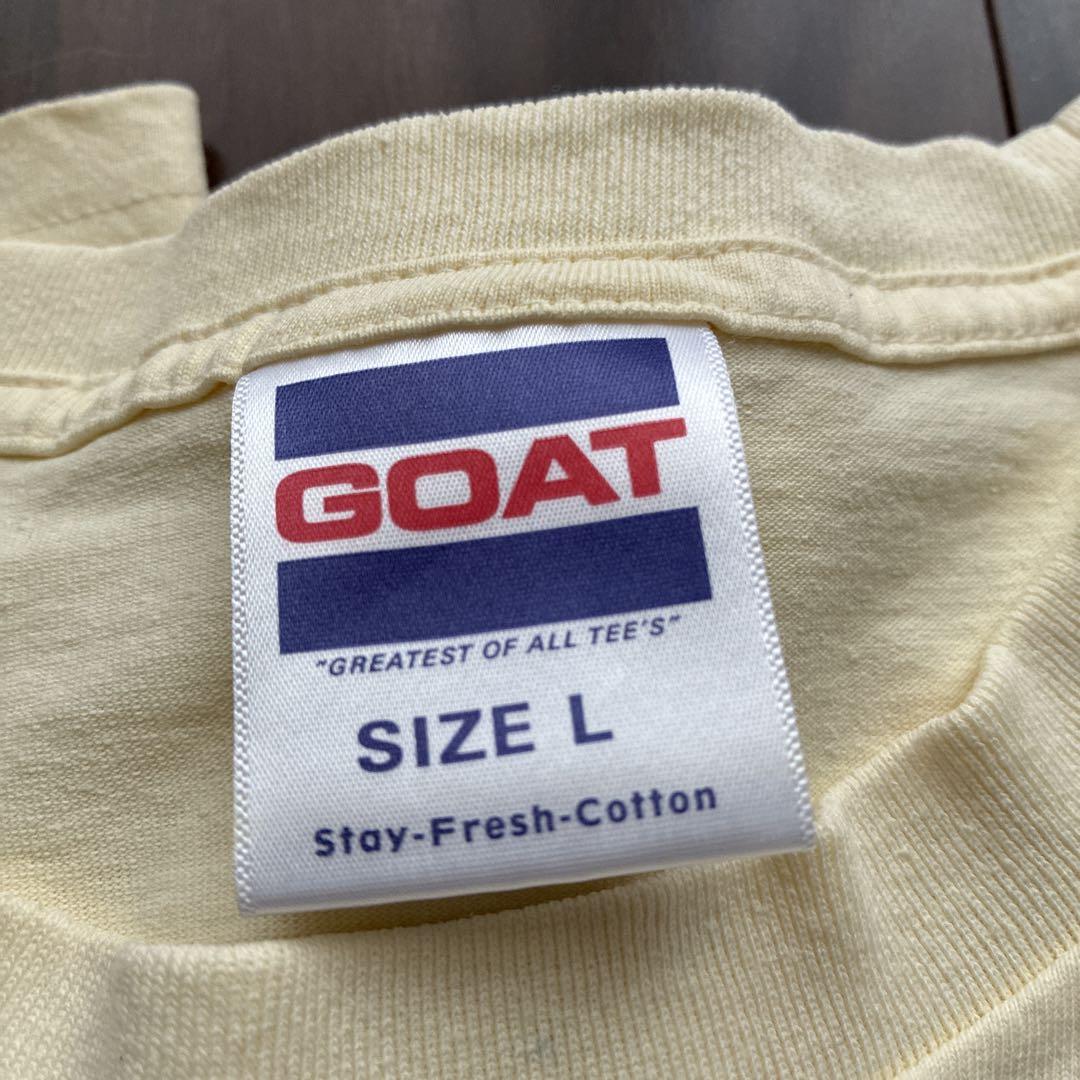 GOAT
"GREATEST OF ALL TEE'S"
SIZE L
Stay-Fresh-Cotton